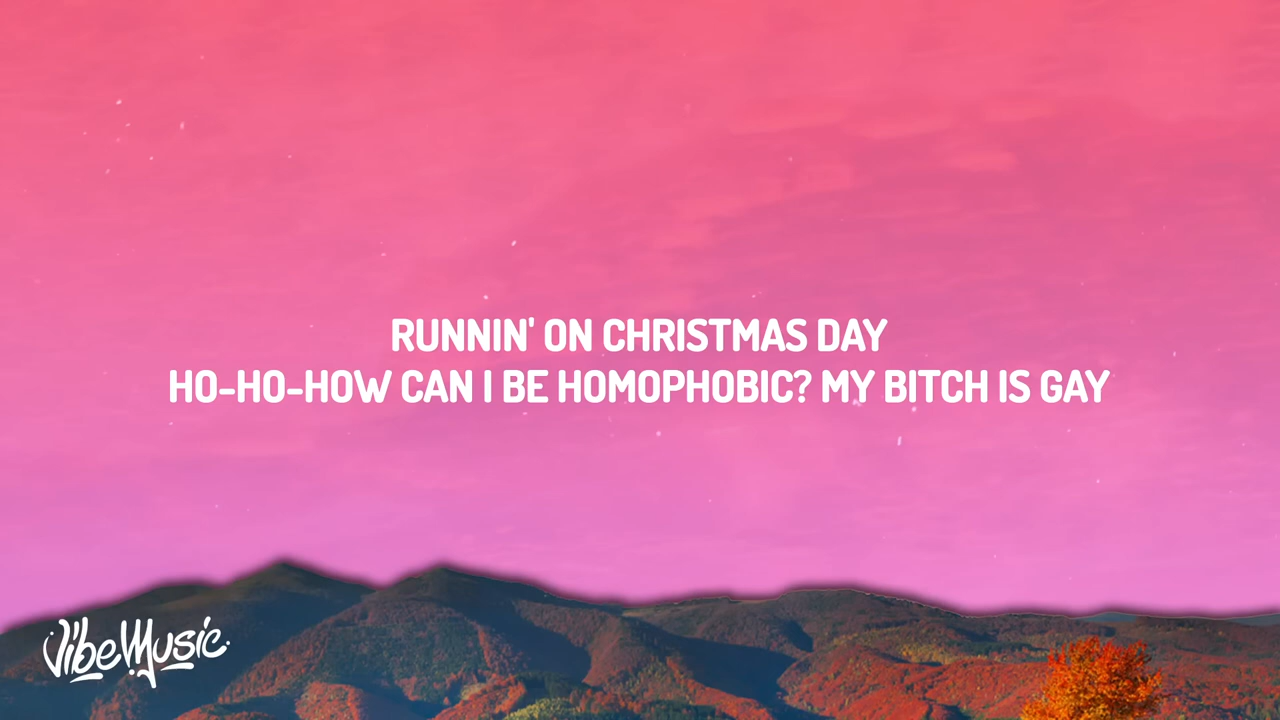 RUNNIN' ON CHRISTMAS DAY
HO-HO-HOW CAN I BE HOMOPHOBIC? MY BITCH IS GAY
VibeMusic